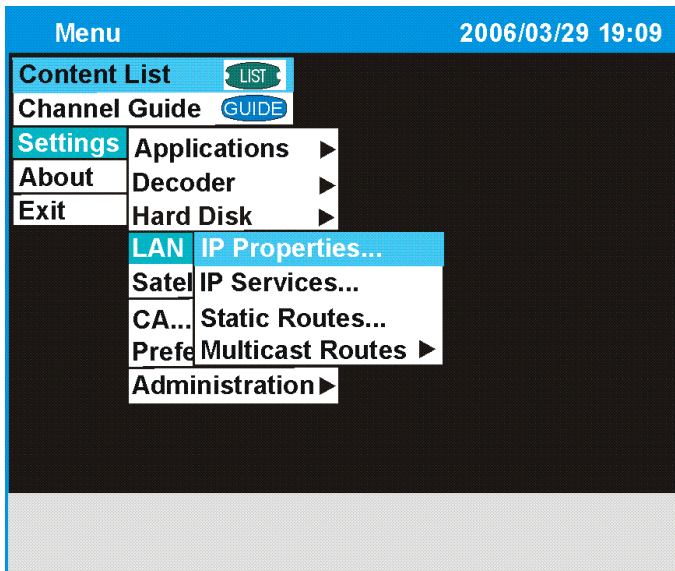 Menu 2006/03/29 19:09
Content List LIST
Channel Guide GUIDE
Settings Applications ▶
About Decoder ▶
Exit Hard Disk ▶
LAN IP Properties...
Satel IP Services...
CA... Static Routes...
Prefe Multicast Routes ▶
Administration ▶